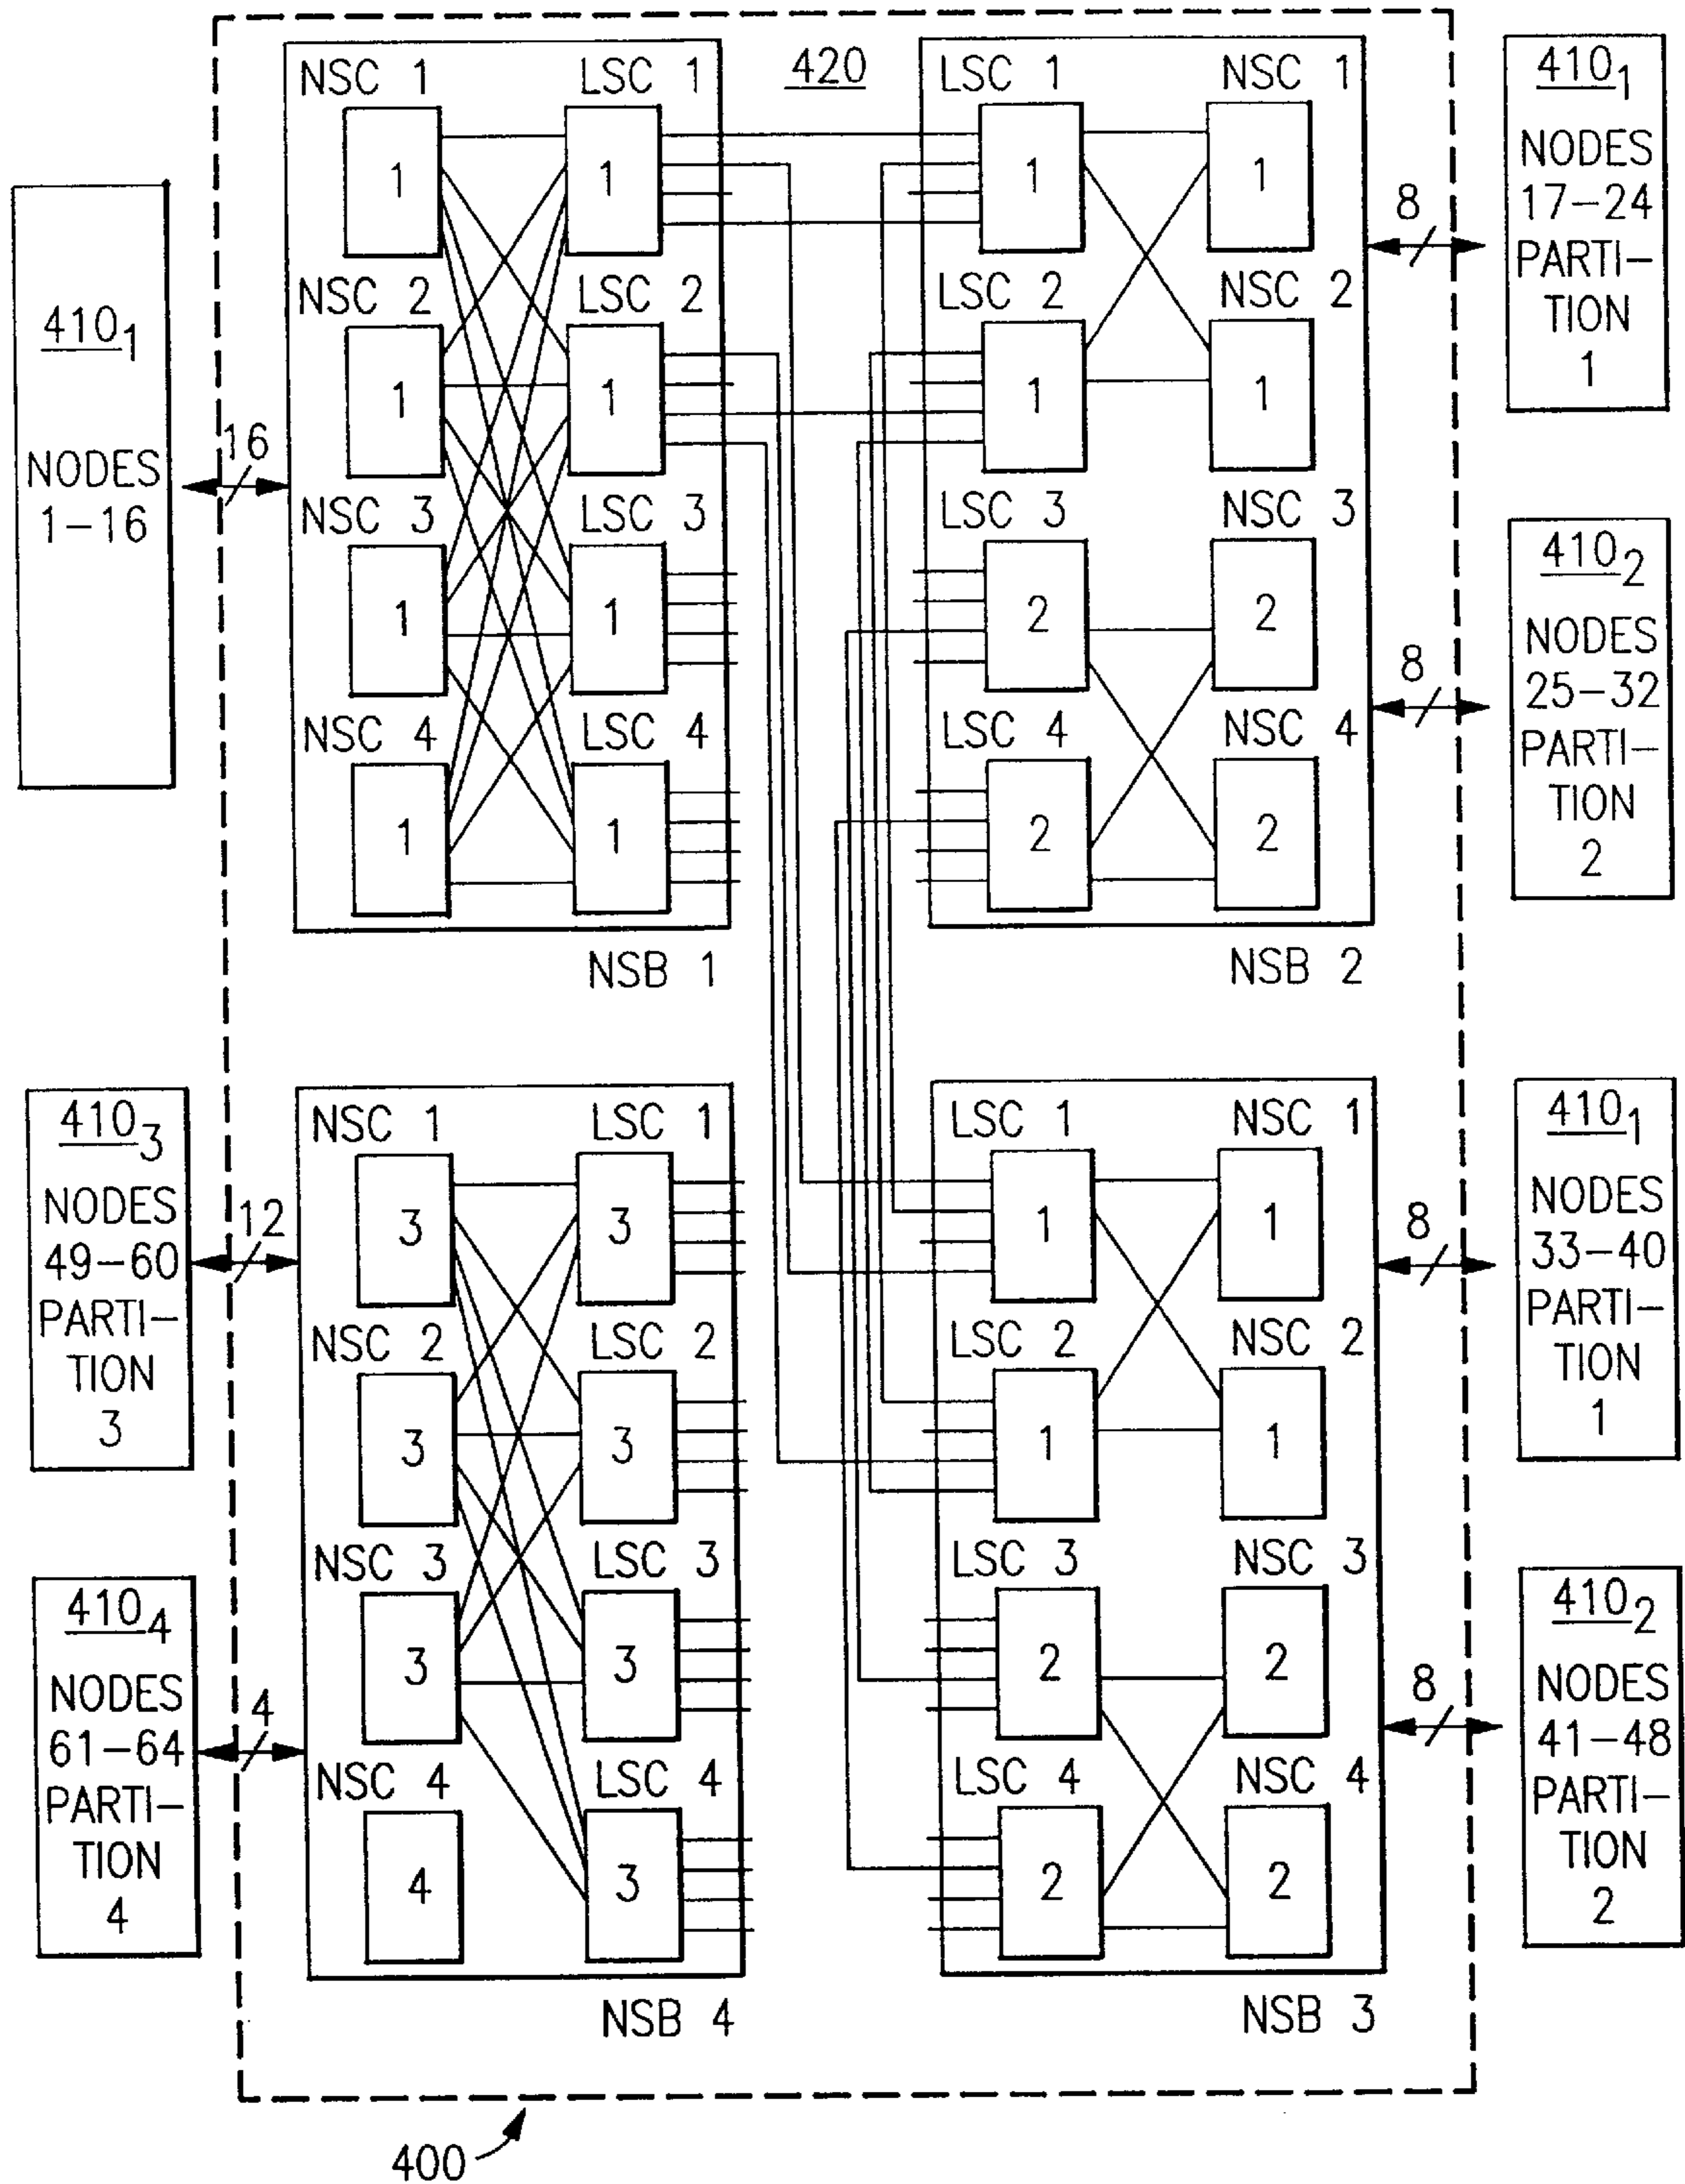 420
NSC 1
LSC 1
LSC 1
NSC 1
1
1
1
1
NSC 2
LSC 2
LSC 2
NSC 2
1
1
1
1
NSC 3
LSC 3
LSC 3
NSC 3
1
1
2
2
NSC 4
LSC 4
LSC 4
NSC 4
1
1
2
2
NSB 1
NSB 2
410₁
NODES
1–16
16
410₁
NODES
17–24
PARTI–
TION
1
8
410₂
NODES
25–32
PARTI–
TION
2
8
410₃
NODES
49–60
PARTI–
TION
3
12
410₄
NODES
61–64
PARTI–
TION
4
4
NSC 1
LSC 1
LSC 1
NSC 1
3
3
1
1
NSC 2
LSC 2
LSC 2
NSC 2
3
3
1
1
NSC 3
LSC 3
LSC 3
NSC 3
3
3
2
2
NSC 4
LSC 4
LSC 4
NSC 4
4
3
2
2
NSB 4
NSB 3
410₁
NODES
33–40
PARTI–
TION
1
8
410₂
NODES
41–48
PARTI–
TION
2
8
400